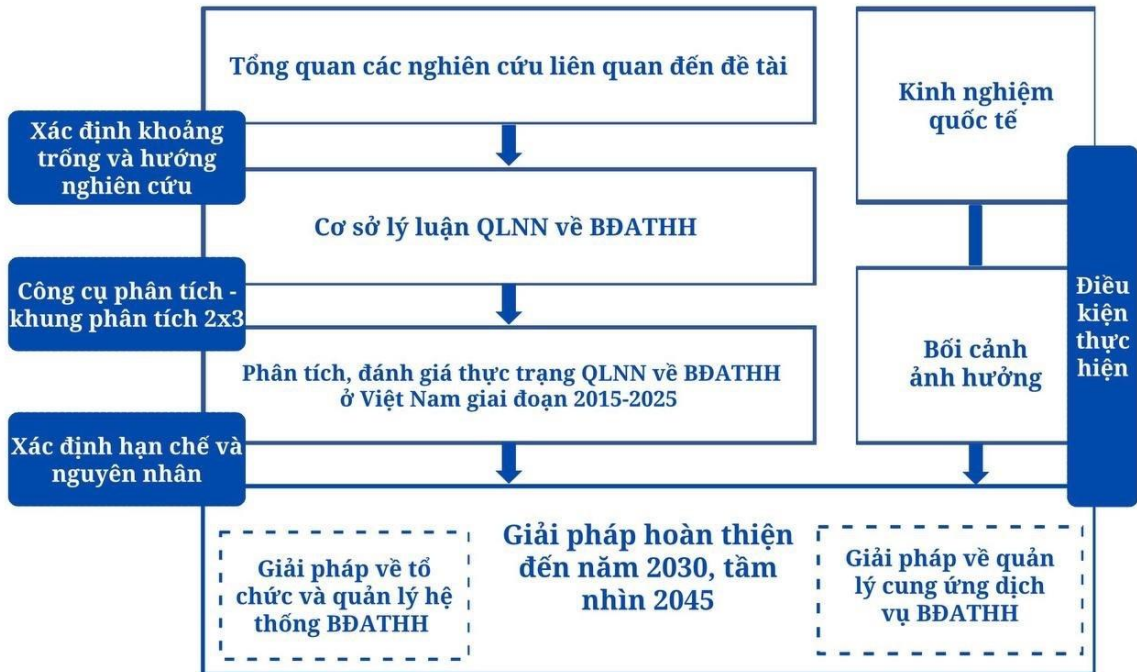 Tổng quan các nghiên cứu liên quan đến đề tài
Xác định khoảng
trống và hướng
nghiên cứu
Cơ sở lý luận QLNN về BĐATHH
Công cụ phân tích -
khung phân tích 2x3
Phân tích, đánh giá thực trạng QLNN về BĐATHH
ở Việt Nam giai đoạn 2015-2025
Xác định hạn chế và
nguyên nhân
Kinh nghiệm
quốc tế
Bối cảnh
ảnh hưởng
Điều
kiện
thực
hiện
Giải pháp hoàn thiện
đến năm 2030, tầm
nhìn 2045
Giải pháp về tổ
chức và quản lý hệ
thống BĐATHH
Giải pháp về quản
lý cung ứng dịch
vụ BĐATHH